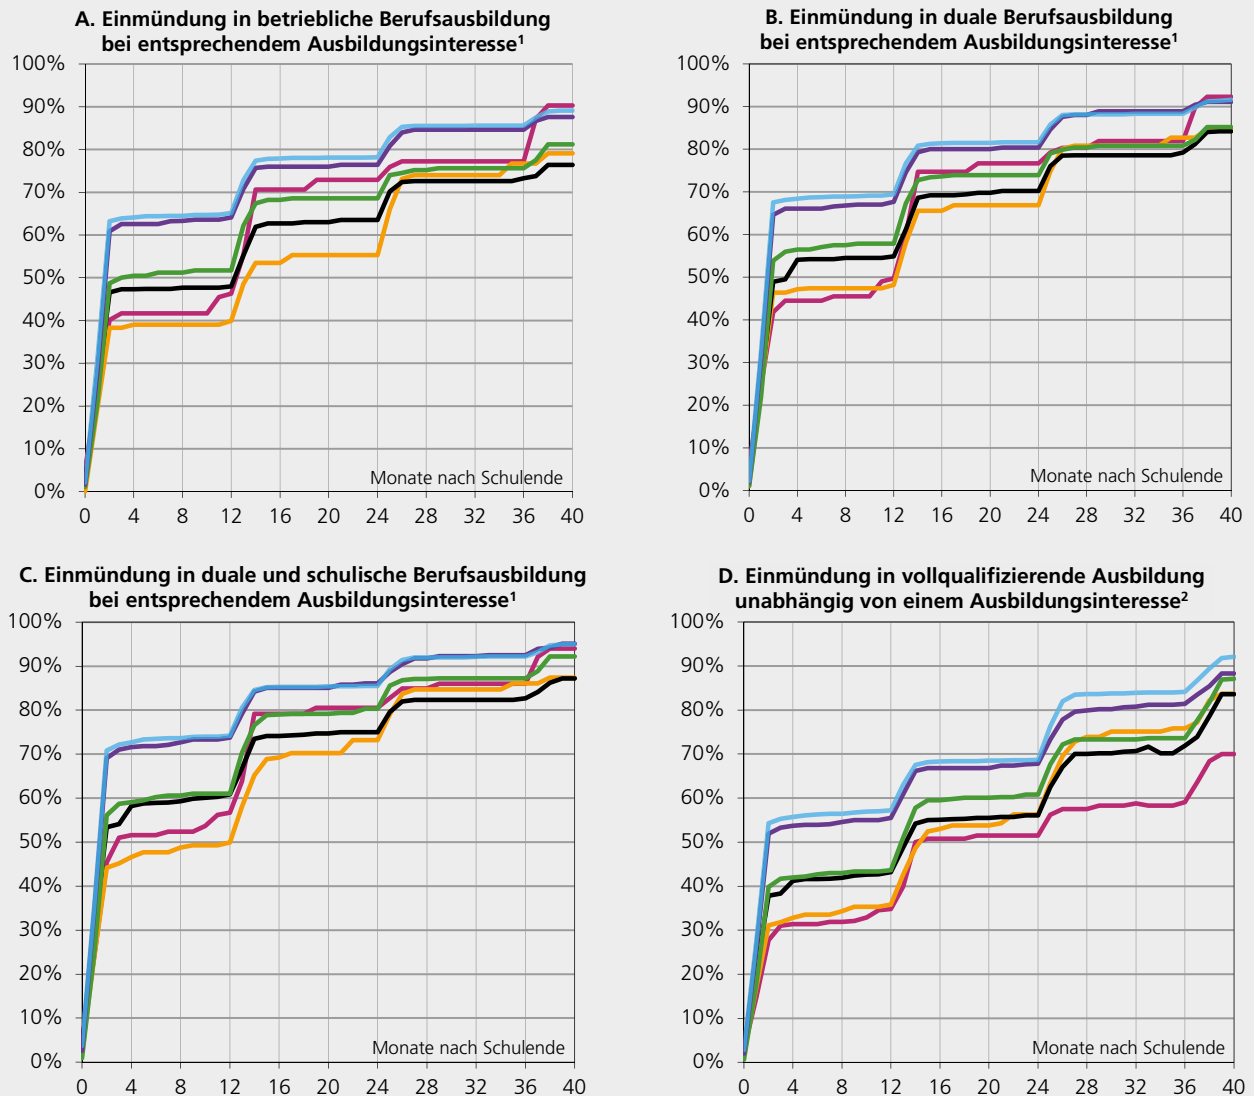 A. Einmündung in betriebliche Berufsausbildung
bei entsprechendem Ausbildungsinteresse¹
100%
90%
80%
70%
60%
50%
40%
30%
20%
10%
0%
Monate nach Schulende
0 4 8 12 16 20 24 28 32 36 40
B. Einmündung in duale Berufsausbildung
bei entsprechendem Ausbildungsinteresse¹
100%
90%
80%
70%
60%
50%
40%
30%
20%
10%
0%
Monate nach Schulende
0 4 8 12 16 20 24 28 32 36 40
C. Einmündung in duale und schulische Berufsausbildung
bei entsprechendem Ausbildungsinteresse¹
100%
90%
80%
70%
60%
50%
40%
30%
20%
10%
0%
Monate nach Schulende
0 4 8 12 16 20 24 28 32 36 40
D. Einmündung in vollqualifizierende Ausbildung
unabhängig von einem Ausbildungsinteresse²
100%
90%
80%
70%
60%
50%
40%
30%
20%
10%
0%
Monate nach Schulende
0 4 8 12 16 20 24 28 32 36 40